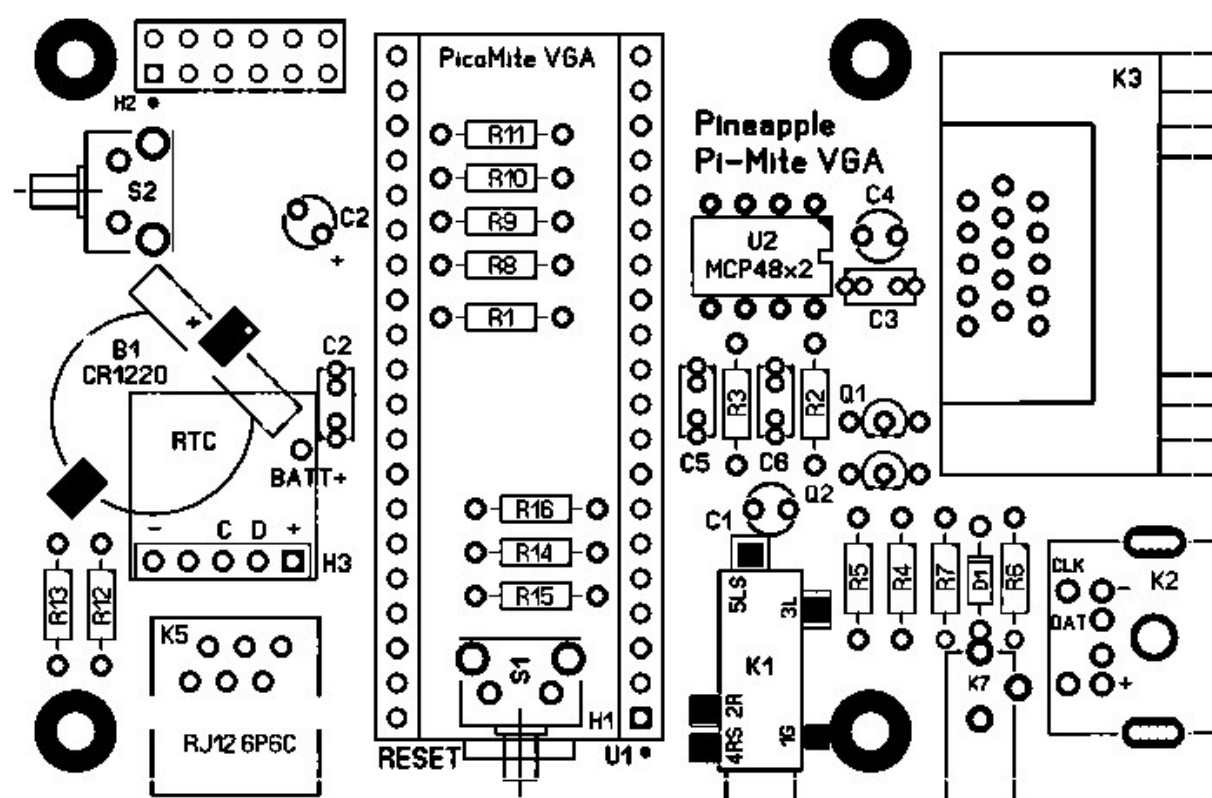 PicoMite VGA
K3
H2
R11
Pineapple
Pi-Mite VGA
S2
R10
C2
+
R9
C4
U2
MCP48x2
R8
+
R1
C3
B1
CR1220
C2
RTC
BATT+
R3
R2
Q1
C5
C6
Q2
R16
C1
- C D +
H3
R14
R15
R13
R12
5LS
3L
R5
R4
R7
D1
R6
CLK
-
K2
DAT
+
K5
S1
K1
K7
RJ12 6P6C
H1
2R
4RS
1G
RESET
U1